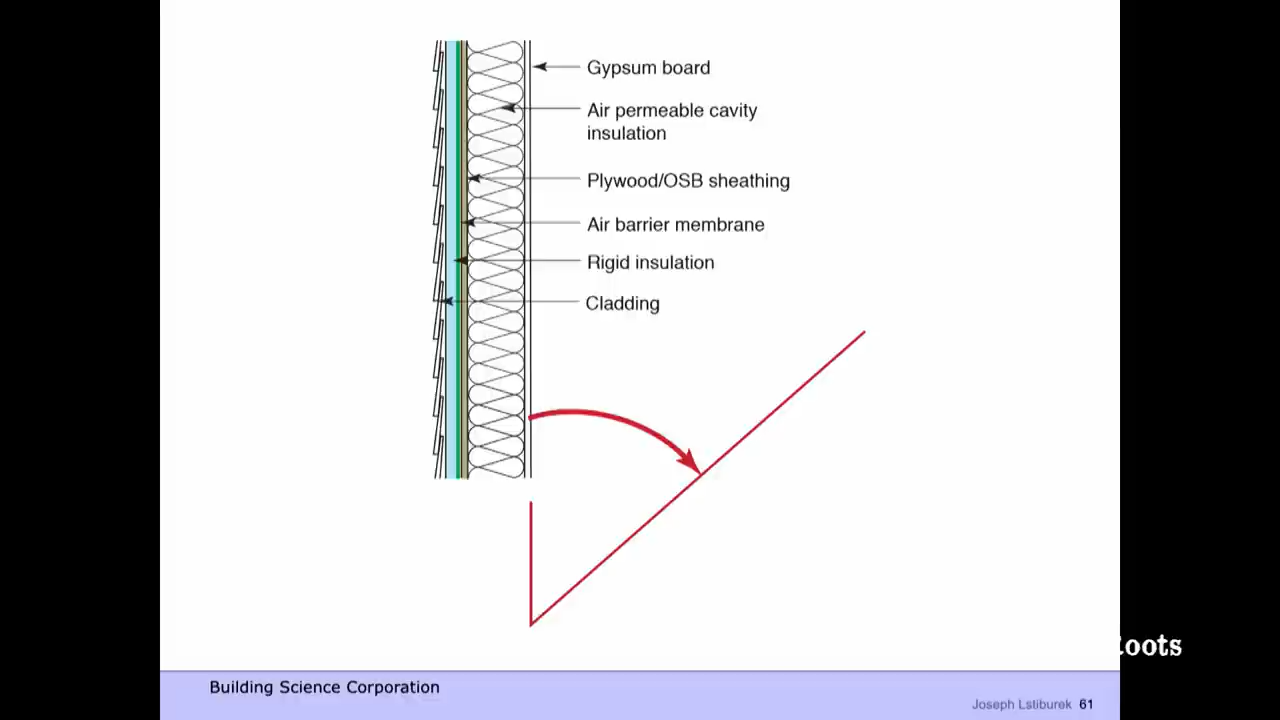 Gypsum board
Air permeable cavity
insulation
Plywood/OSB sheathing
Air barrier membrane
Rigid insulation
Cladding
Building Science Corporation
Joseph Lstiburek 61